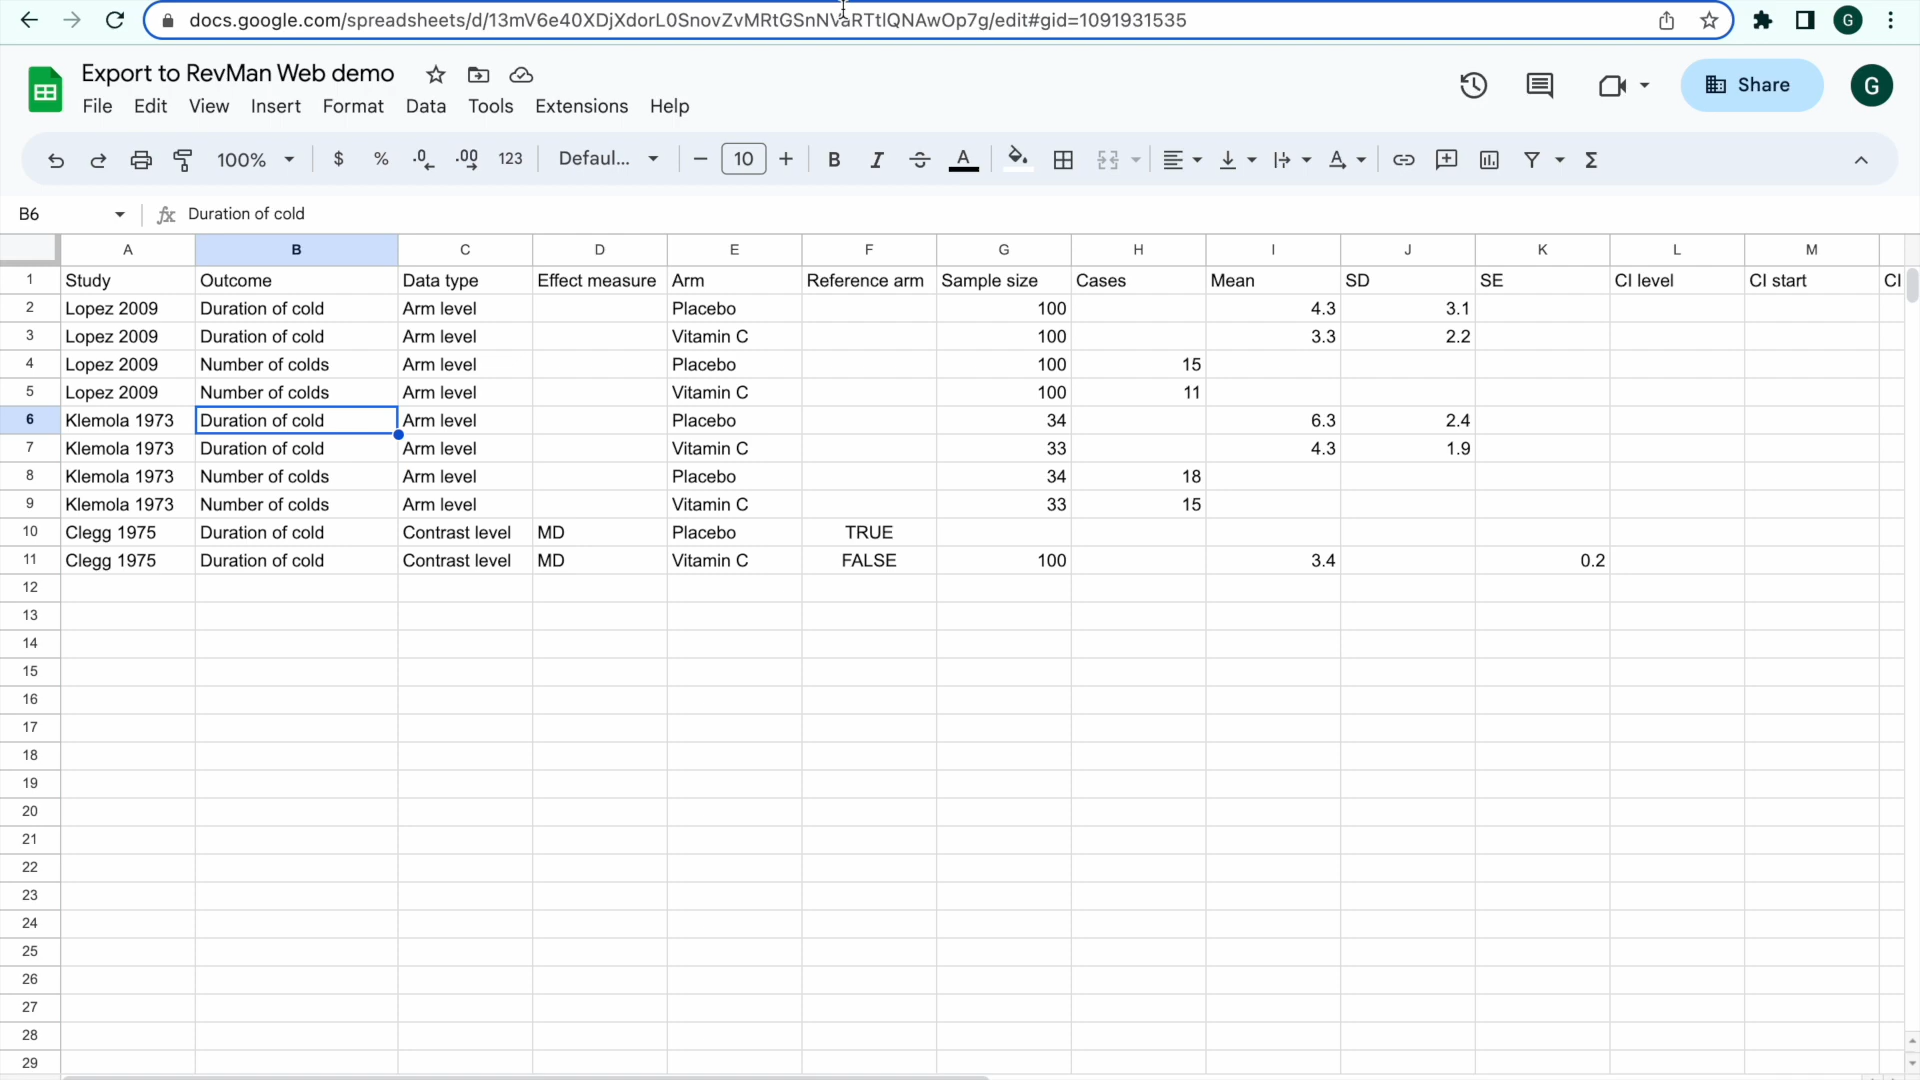 docs.google.com/spreadsheets/d/13mV6e40XDjXdorL0SnovZvMRtGSnNVaRTtIQNAwOp7g/edit#gid=1091931535 G
Export to RevMan Web demo
File Edit View Insert Format Data Tools Extensions Help
Share G
100% $ % .0 .00 123 Defaul... 10 B I A A Σ
B6 fx Duration of cold
A B C D E F G H I J K L M
1 Study Outcome Data type Effect measure Arm Reference arm Sample size Cases Mean SD SE CI level CI start CI
2 Lopez 2009 Duration of cold Arm level Placebo 100 4.3 3.1
3 Lopez 2009 Duration of cold Arm level Vitamin C 100 3.3 2.2
4 Lopez 2009 Number of colds Arm level Placebo 100 15
5 Lopez 2009 Number of colds Arm level Vitamin C 100 11
6 Klemola 1973 Duration of cold Arm level Placebo 34 6.3 2.4
7 Klemola 1973 Duration of cold Arm level Vitamin C 33 4.3 1.9
8 Klemola 1973 Number of colds Arm level Placebo 34 18
9 Klemola 1973 Number of colds Arm level Vitamin C 33 15
10 Clegg 1975 Duration of cold Contrast level MD Placebo TRUE
11 Clegg 1975 Duration of cold Contrast level MD Vitamin C FALSE 100 3.4 0.2
12
13
14
15
16
17
18
19
20
21
22
23
24
25
26
27
28
29